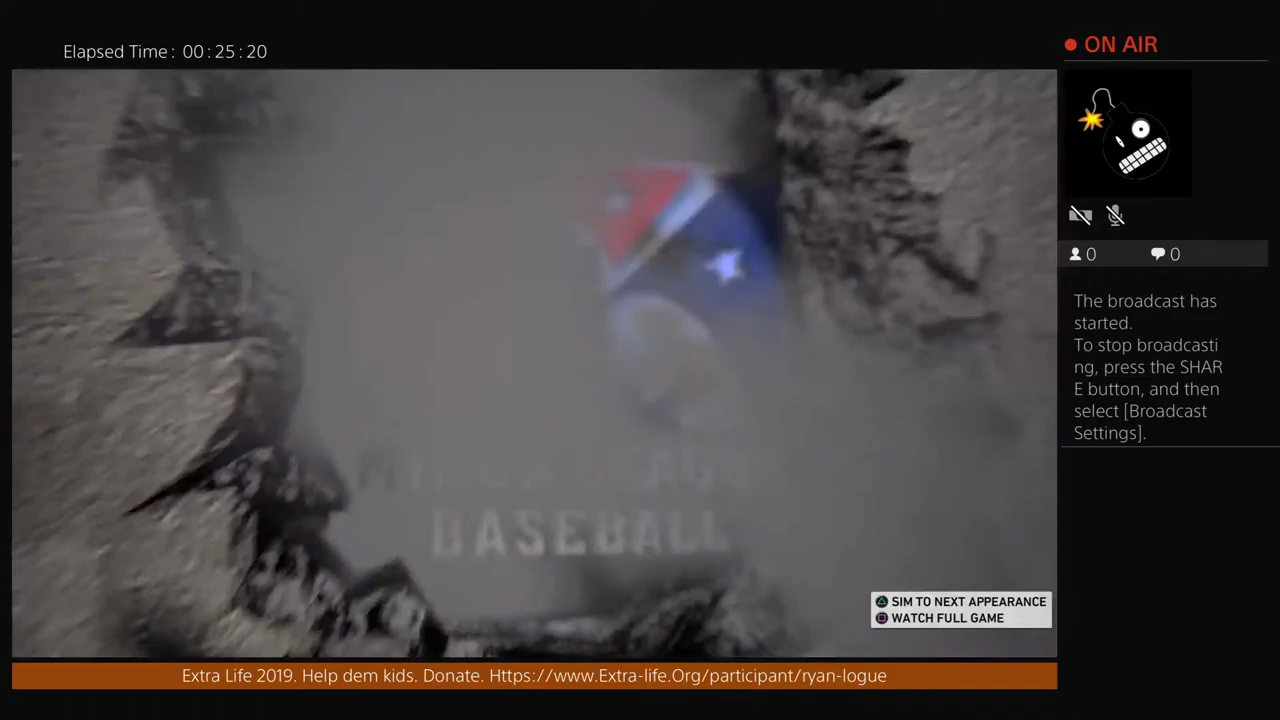 Elapsed Time: 00:25:20
ON AIR
0
0
The broadcast has
started.
To stop broadcasti
ng, press the SHAR
E button, and then
select [Broadcast
Settings].
BASEBALL
SIM TO NEXT APPEARANCE
WATCH FULL GAME
Extra Life 2019. Help dem kids. Donate. Https://www.Extra-life.Org/participant/ryan-logue